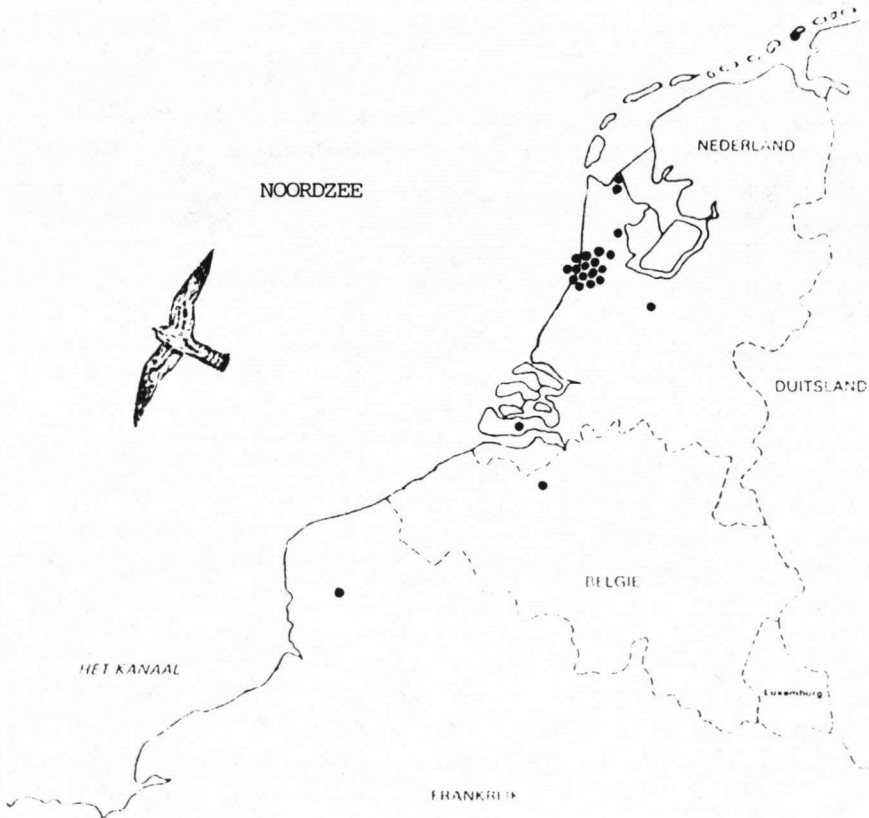 NEDERLAND
NOORDZEE
DUITSLAND
BELGIE
HET KANAAL
Luxemburg
FRANKRIJK